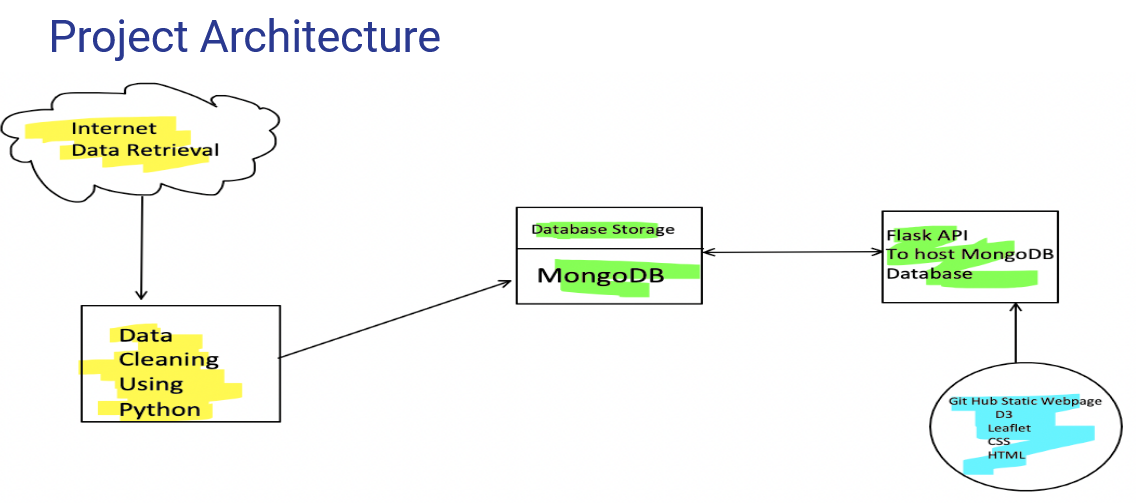 Project Architecture
Internet
Data Retrieval
Data
Cleaning
Using
Python
Database Storage
MongoDB
Flask API
To host MongoDB
Database
Git Hub Static Webpage
D3
Leaflet
CSS
HTML